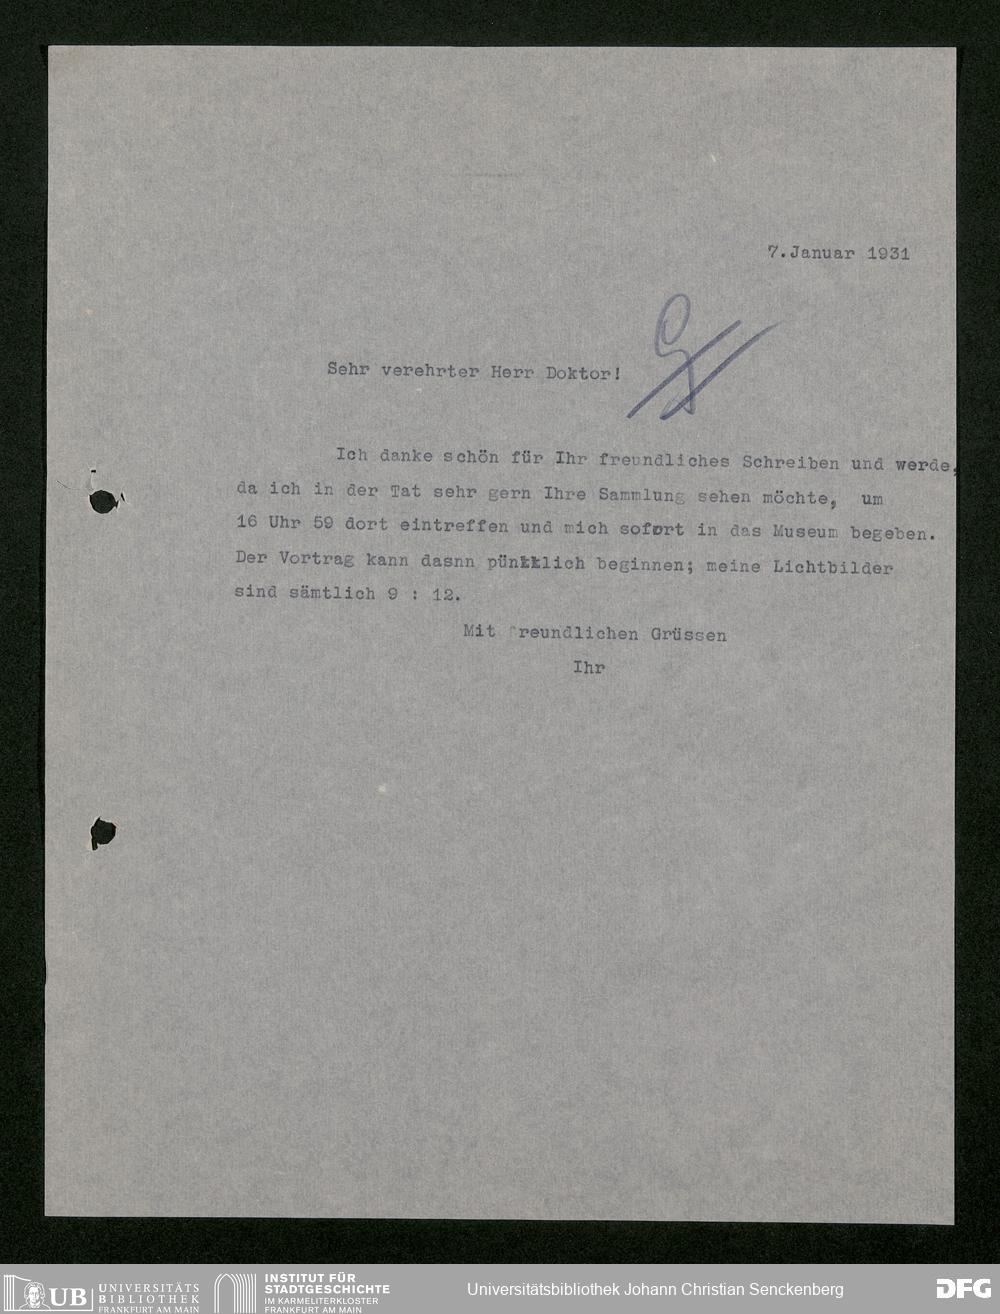 7.Januar 1931
Sehr verehrter Herr Doktor!
Ich danke schön für Ihr freundliches Schreiben und werde,
da ich in der Tat sehr gern Ihre Sammlung sehen möchte, um
16 Uhr 59 dort eintreffen und mich sofort in das Museum begeben.
Der Vortrag kann dasnn pünktlich beginnen; meine Lichtbilder
sind sämtlich 9 : 12.
Mit freundlichen Grüssen
Ihr
UB UNIVERSITÄTS
BIBLIOTHEK
FRANKFURT AM MAIN
INSTITUT FÜR
STADTGESCHICHTE
IM KARMELITERKLOSTER
FRANKFURT AM MAIN
Universitätsbibliothek Johann Christian Senckenberg
DFG